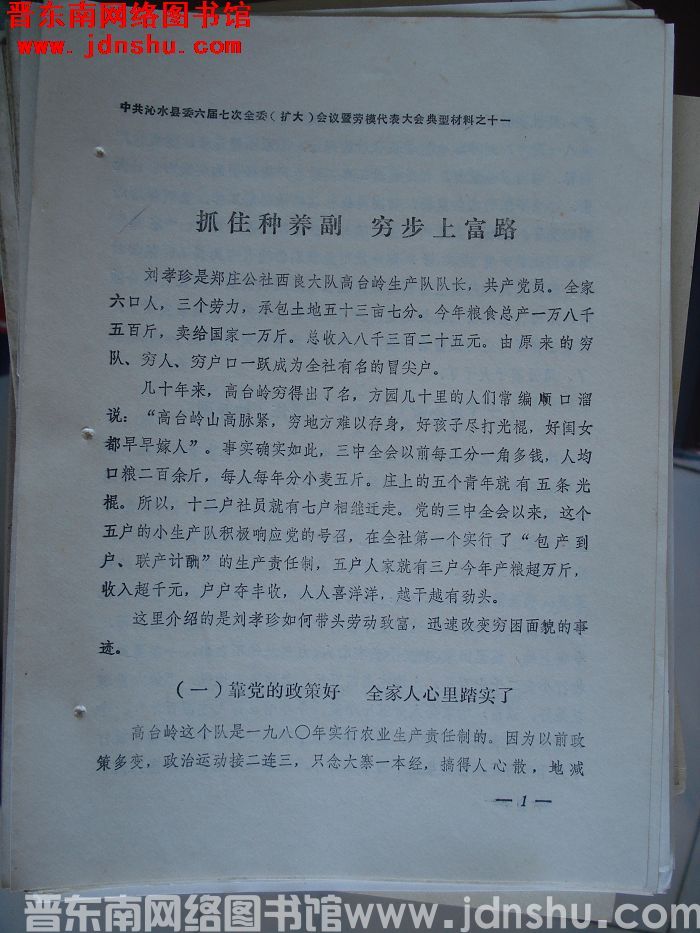 晋东南网络图书馆
www.jdnshu.com
中共沁水县委六届七次全委（扩大）会议暨劳模代表大会典型材料之十一
抓住种养副　穷步上富路
刘孝珍是郑庄公社西良大队高台岭生产队队长，共产党员。全家
六口人，三个劳力，承包土地五十三亩七分。今年粮食总产一万八千
五百斤，卖给国家一万斤。总收入八千三百二十五元。由原来的穷
队、穷人、穷户口一跃成为全社有名的冒尖户。
几十年来，高台岭穷得出了名，方园几十里的人们常编顺口溜
说：“高台岭山高脉紧，穷地方难以存身，好孩子尽打光棍，好闺女
都早早嫁人”。事实确实如此，三中全会以前每工分一角多钱，人均
口粮二百余斤，每人每年分小麦五斤。庄上的五个青年就有五条光
棍。所以，十二户社员就有七户相继迁走。党的三中全会以来，这个
五户的小生产队积极响应党的号召，在全社第一个实行了“包产到
户、联产计酬”的生产责任制，五户人家就有三户今年产粮超万斤，
收入超千元，户户夺丰收，人人喜洋洋，越干越有劲头。
这里介绍的是刘孝珍如何带头劳动致富，迅速改变穷困面貌的事
迹。
（一）靠党的政策好　全家人心里踏实了
高台岭这个队是一九八〇年实行农业生产责任制的。因为以前政
策多变，政治运动接二连三，只念大寨一本经，搞得人心散，地减
— 1 —
晋东南网络图书馆www.jdnshu.com